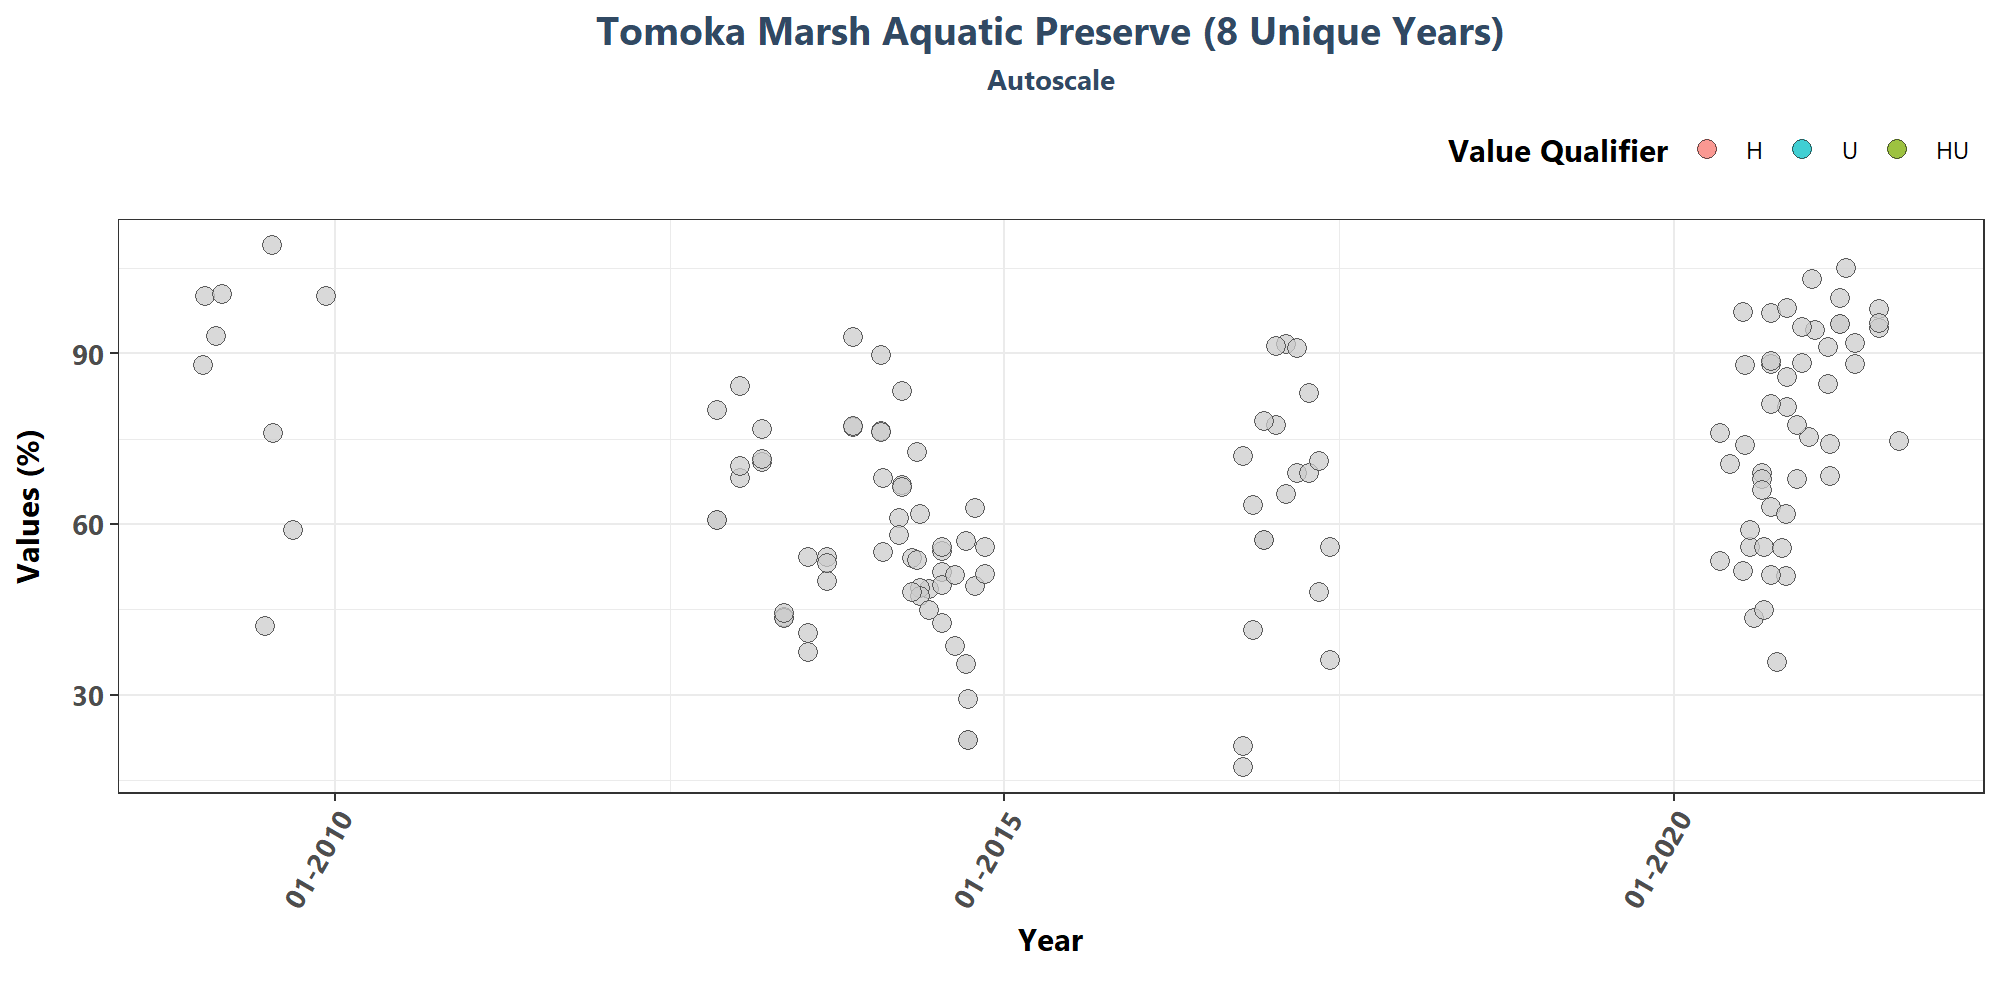 Tomoka Marsh Aquatic Preserve (8 Unique Years)
Autoscale
Value Qualifier H U HU
Values (%)
90
60
30
01-2010 01-2015 01-2020
Year